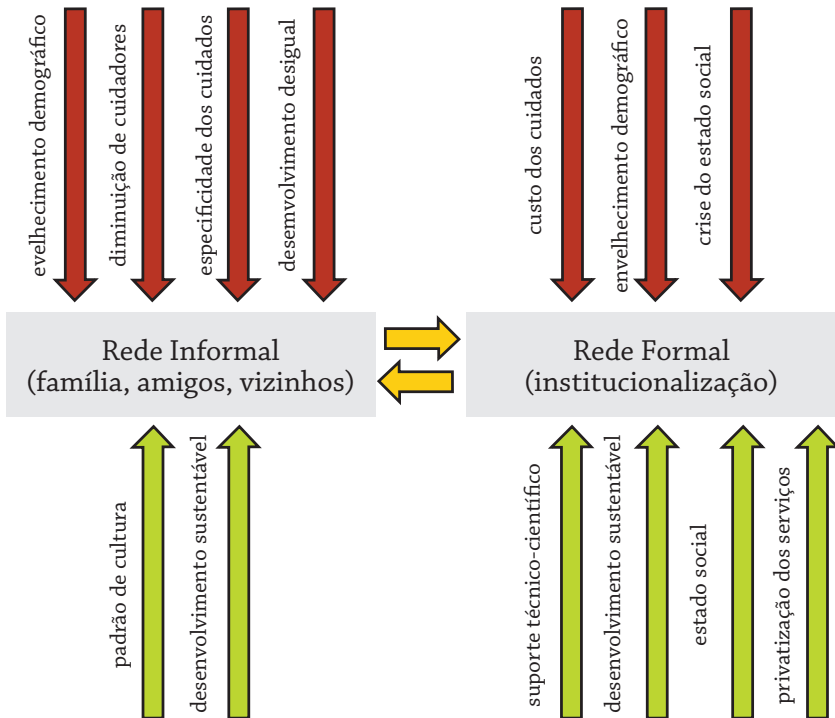 evelhecimento demográfico
diminuição de cuidadores
especificidade dos cuidados
desemvolvimento desigual
custo dos cuidados
envelhecimento demográfico
crise do estado social
Rede Informal
(família, amigos, vizinhos)
Rede Formal
(institucionalização)
padrão de cultura
desenvolvimento sustentável
suporte técnico-científico
desenvolvimento sustentável
estado social
privatização dos serviços